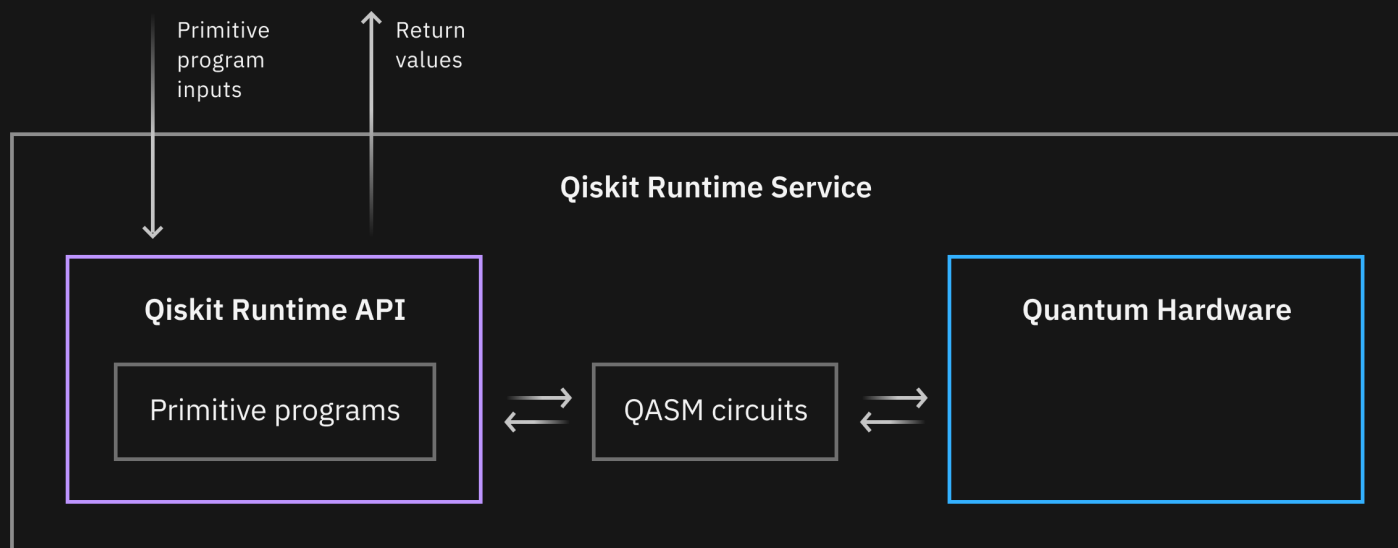 Primitive
program
inputs
Return
values
Qiskit Runtime Service
Qiskit Runtime API
Quantum Hardware
Primitive programs
QASM circuits